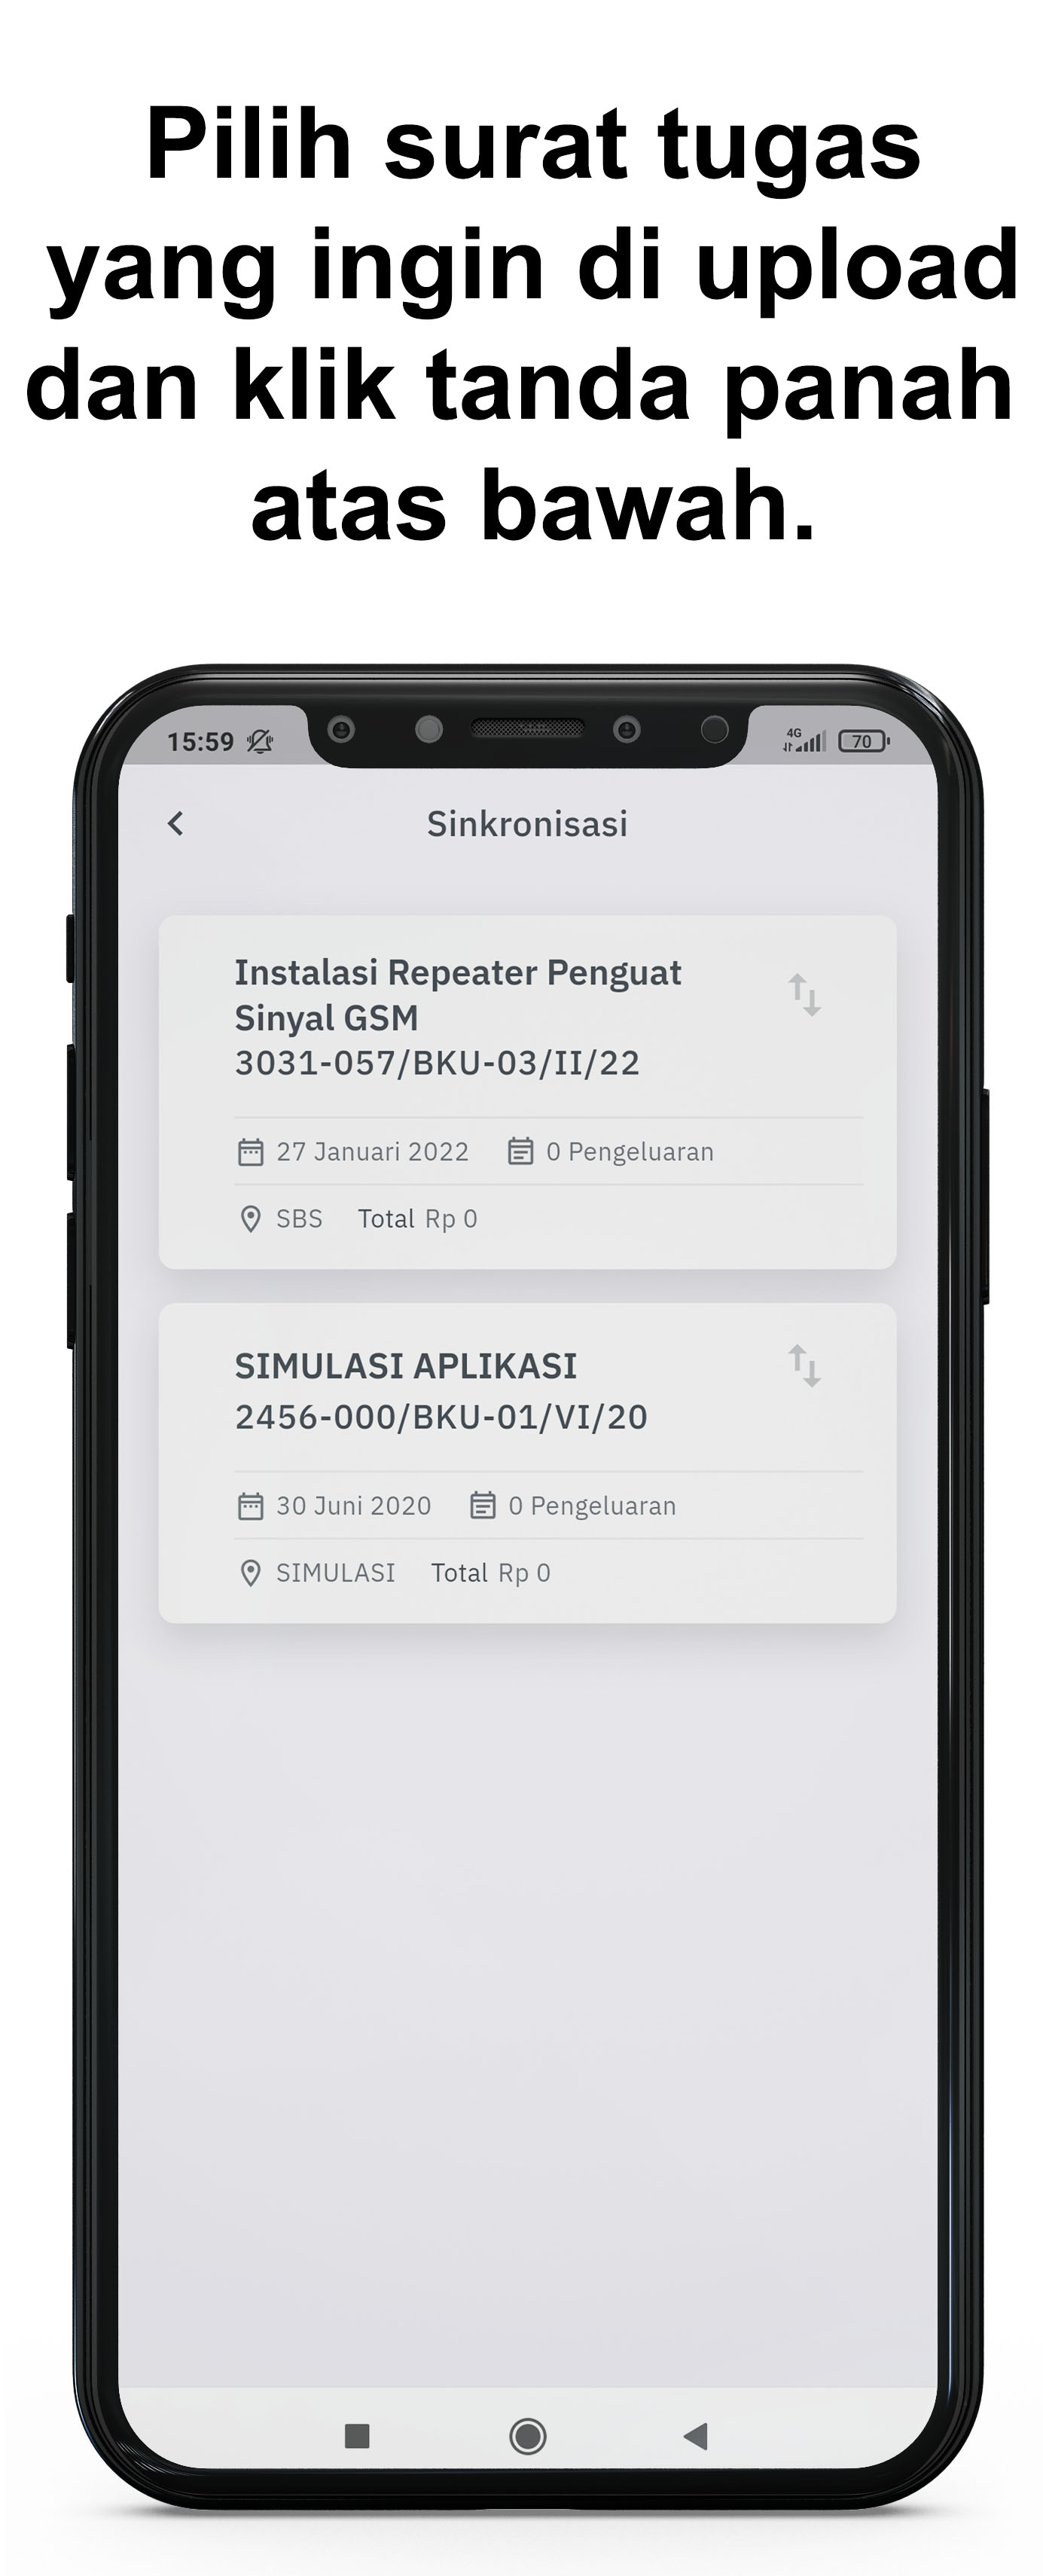 Pilih surat tugas
yang ingin di upload
dan klik tanda panah
atas bawah.
15:59
4G
70
Sinkronisasi
Instalasi Repeater Penguat
Sinyal GSM
3031-057/BKU-03/II/22
27 Januari 2022 0 Pengeluaran
SBS Total Rp 0
SIMULASI APLIKASI
2456-000/BKU-01/VI/20
30 Juni 2020 0 Pengeluaran
SIMULASI Total Rp 0